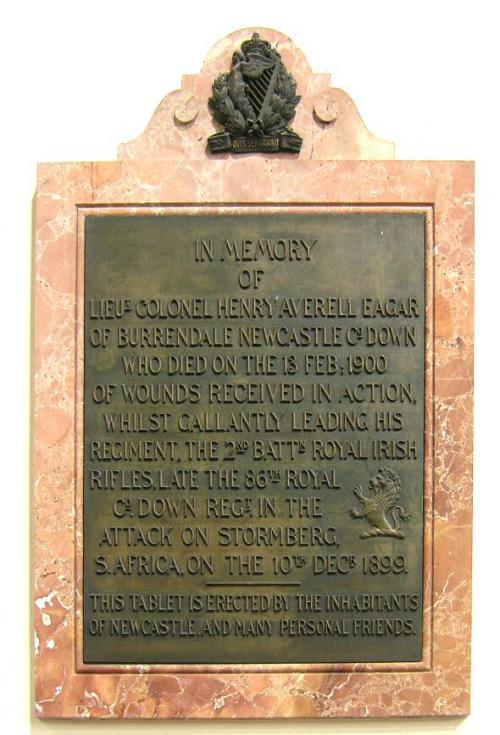 QUIS SEPARABIT
IN MEMORY
OF
LIEUT COLONEL HENRY AVERELL EAGAR
OF BURRENDALE NEWCASTLE CO DOWN
WHO DIED ON THE 13 FEB; 1900
OF WOUNDS RECEIVED IN ACTION,
WHILST GALLANTLY LEADING HIS
REGIMENT, THE 2ND BATTN ROYAL IRISH
RIFLES, LATE THE 86TH ROYAL
CO. DOWN REGT. IN THE
ATTACK ON STORMBERG,
S. AFRICA, ON THE 10TH DECR 1899.
THIS TABLET IS ERECTED BY THE INHABITANTS
OF NEWCASTLE, AND MANY PERSONAL FRIENDS.